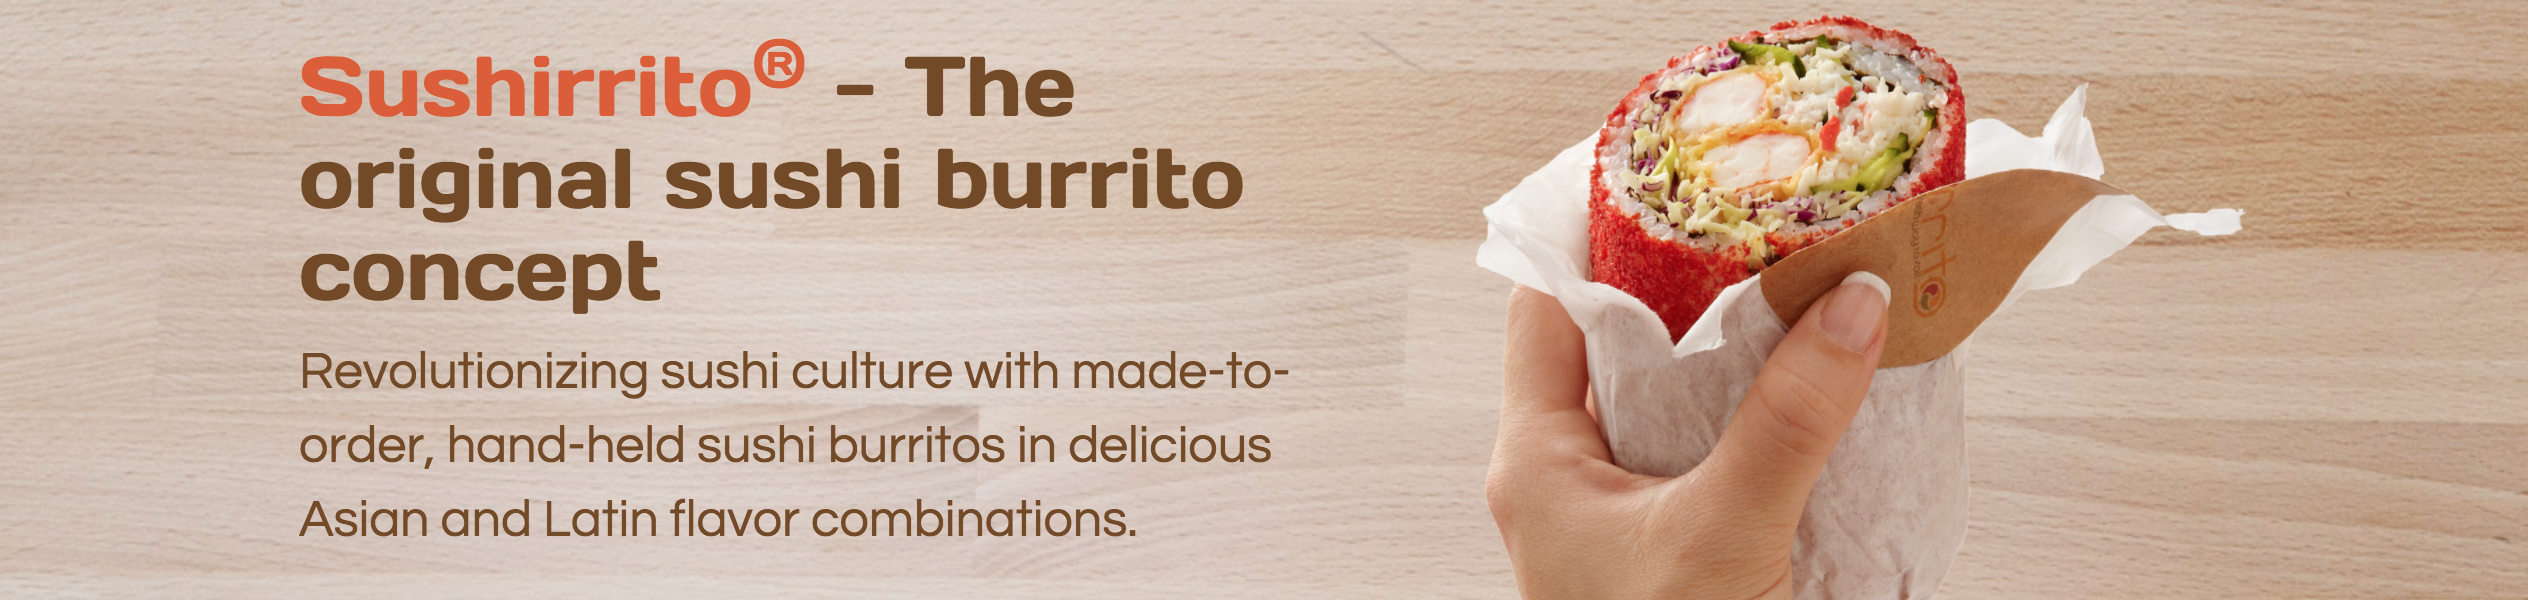 Sushirrito® - The
original sushi burrito
concept
Revolutionizing sushi culture with made-to-
order, hand-held sushi burritos in delicious
Asian and Latin flavor combinations.